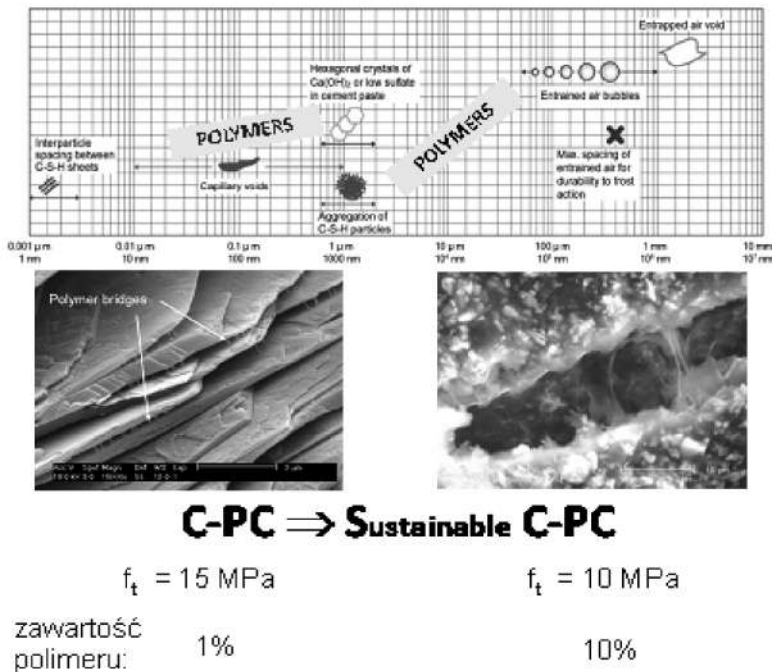 Entrapped air void
Hexagonal crystals of
Ca(OH)₂ or low sulfate
in cement paste
Entrained air bubbles
POLYMERS
POLYMERS
Interparticle
spacing between
C-S-H sheets
Capillary voids
Max. spacing of
entrained air for
durability to frost
action
Aggregation of
C-S-H particles
0.001 µm 0.01 µm 0.1 µm 1 µm 10 µm 100 µm 1 mm 10 mm
1 nm 10 nm 100 nm 1000 nm 10⁴ nm 10⁵ nm 10⁶ nm 10⁷ nm
Polymer bridges
C-PC ⇒ Sustainable C-PC
fₜ = 15 MPa fₜ = 10 MPa
zawartość
polimeru: 1% 10%